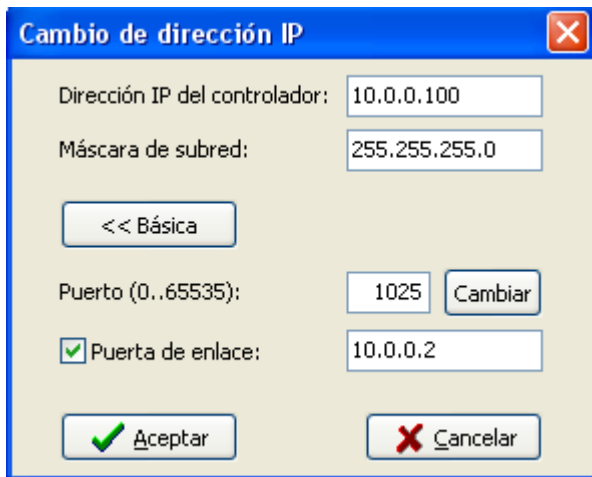 Cambio de dirección IP
Dirección IP del controlador: 10.0.0.100
Máscara de subred: 255.255.255.0
<< Básica
Puerto (0..65535): 1025 Cambiar
Puerta de enlace: 10.0.0.2
Aceptar Cancelar